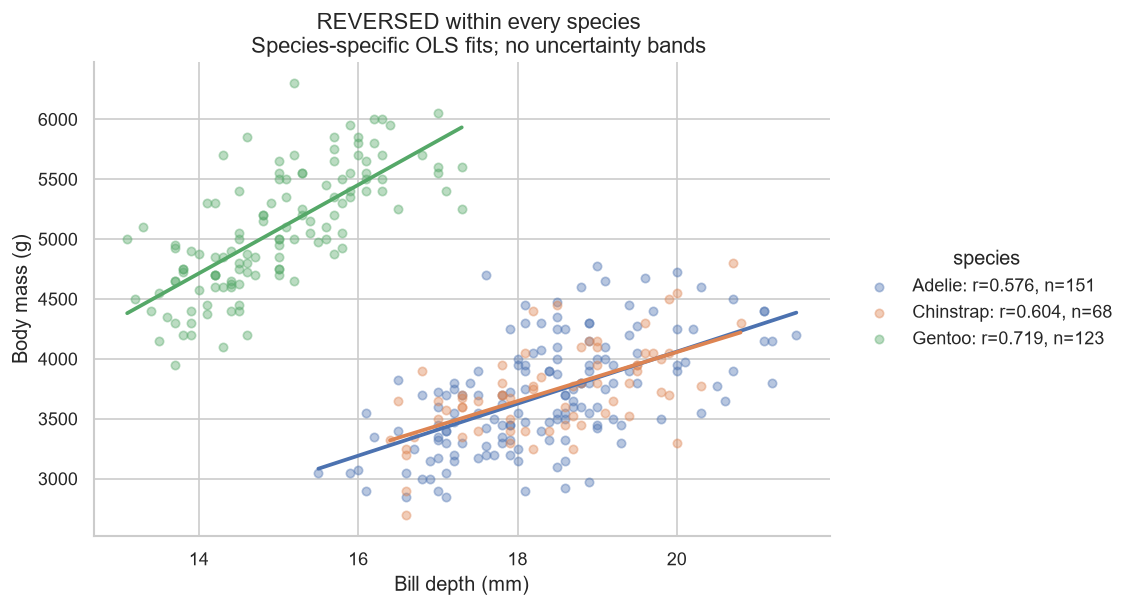 REVERSED within every species
Species-specific OLS fits; no uncertainty bands
Body mass (g)
6000
5500
5000
4500
4000
3500
3000
14
16
18
20
Bill depth (mm)
species
Adelie: r=0.576, n=151
Chinstrap: r=0.604, n=68
Gentoo: r=0.719, n=123